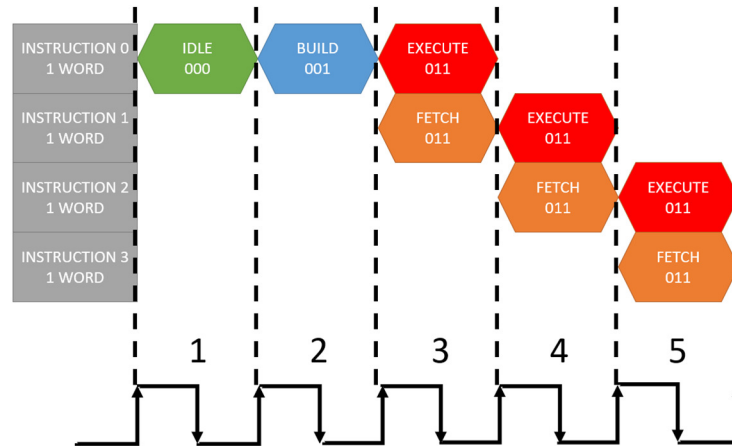 INSTRUCTION 0
1 WORD
IDLE
000
BUILD
001
EXECUTE
011
INSTRUCTION 1
1 WORD
FETCH
011
EXECUTE
011
INSTRUCTION 2
1 WORD
FETCH
011
EXECUTE
011
INSTRUCTION 3
1 WORD
FETCH
011
1
2
3
4
5